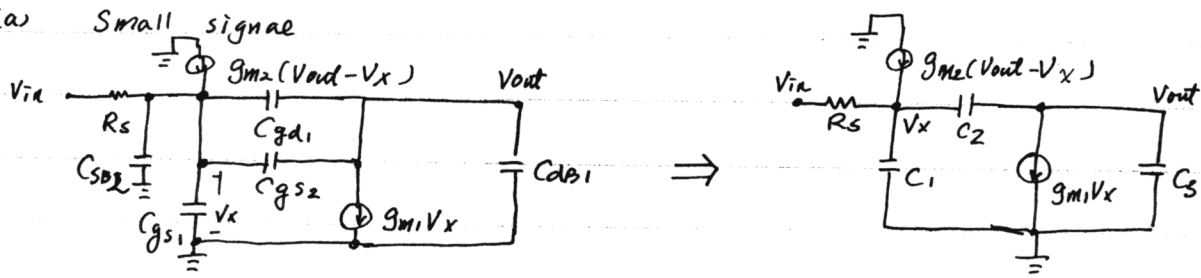 (a) Small signal
gm2(Vout-Vx)
Vin
Vout
Rs
Cgd1
CSB2
+
Cgs2
CdB1
Cgs1
Vx
-
gm1Vx
⇒
gm2(Vout-Vx)
Vin
Rs
Vx
C2
Vout
C1
gm1Vx
C3